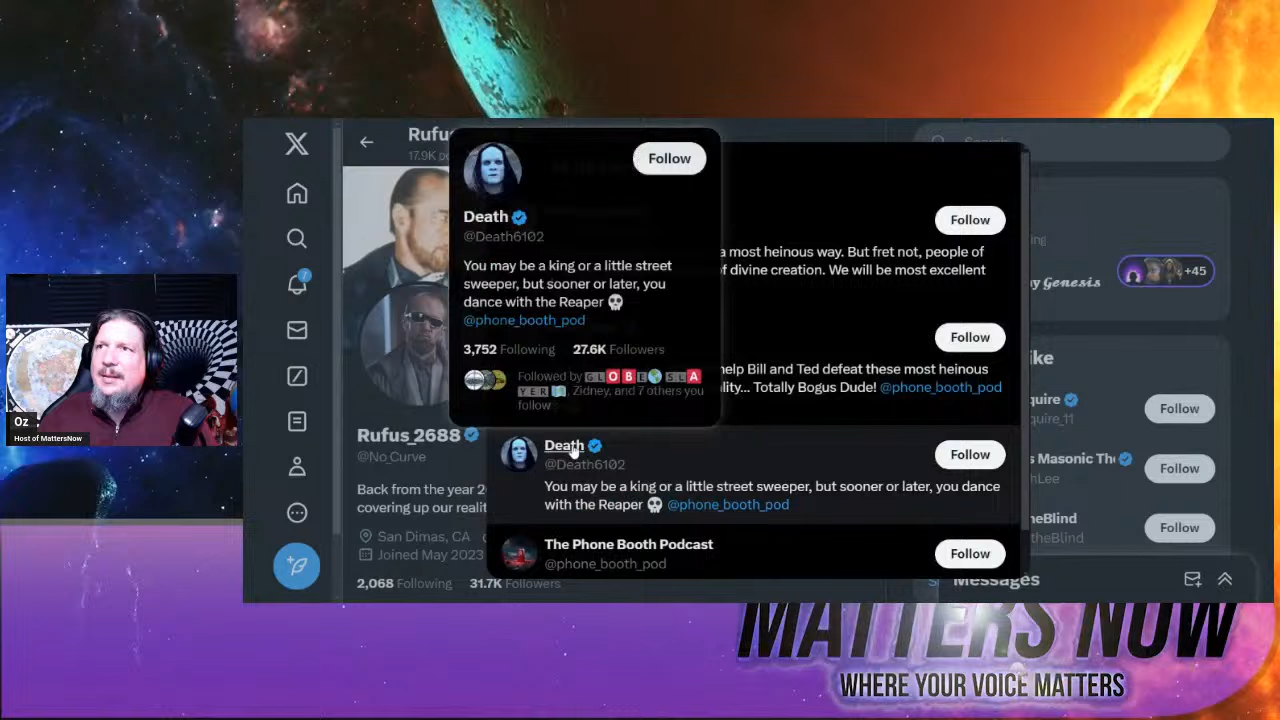 X
Rufu
17.9K
Follow
Death
@Death6102
You may be a king or a little street
sweeper, but sooner or later, you
dance with the Reaper 💀
@phone_booth_pod
3,752 Following 27.6K Followers
Followed by GLOBE🌎SLA
YER, Zidney, and 7 others you
follow
Follow
a most heinous way. But fret not, people of
of divine creation. We will be most excellent
Follow
help Bill and Ted defeat these most heinous
lity... Totally Bogus Dude! @phone_booth_pod
Death
@Death6102
Follow
You may be a king or a little street sweeper, but sooner or later, you dance
with the Reaper 💀 @phone_booth_pod
The Phone Booth Podcast
@phone_booth_pod
Follow
Rufus_2688
@No_Curve
Back from the year 2
covering up our reali
San Dimas, CA
Joined May 2023
2,068 Following 31.7K Followers
Search
ing
y Genesis
+45
ike
quire
quire_11
Follow
s Masonic Th
hLee
Follow
heBlind
theBlind
Follow
Messages
7
Oz
Host of MattersNow
MATTERS NOW
WHERE YOUR VOICE MATTERS